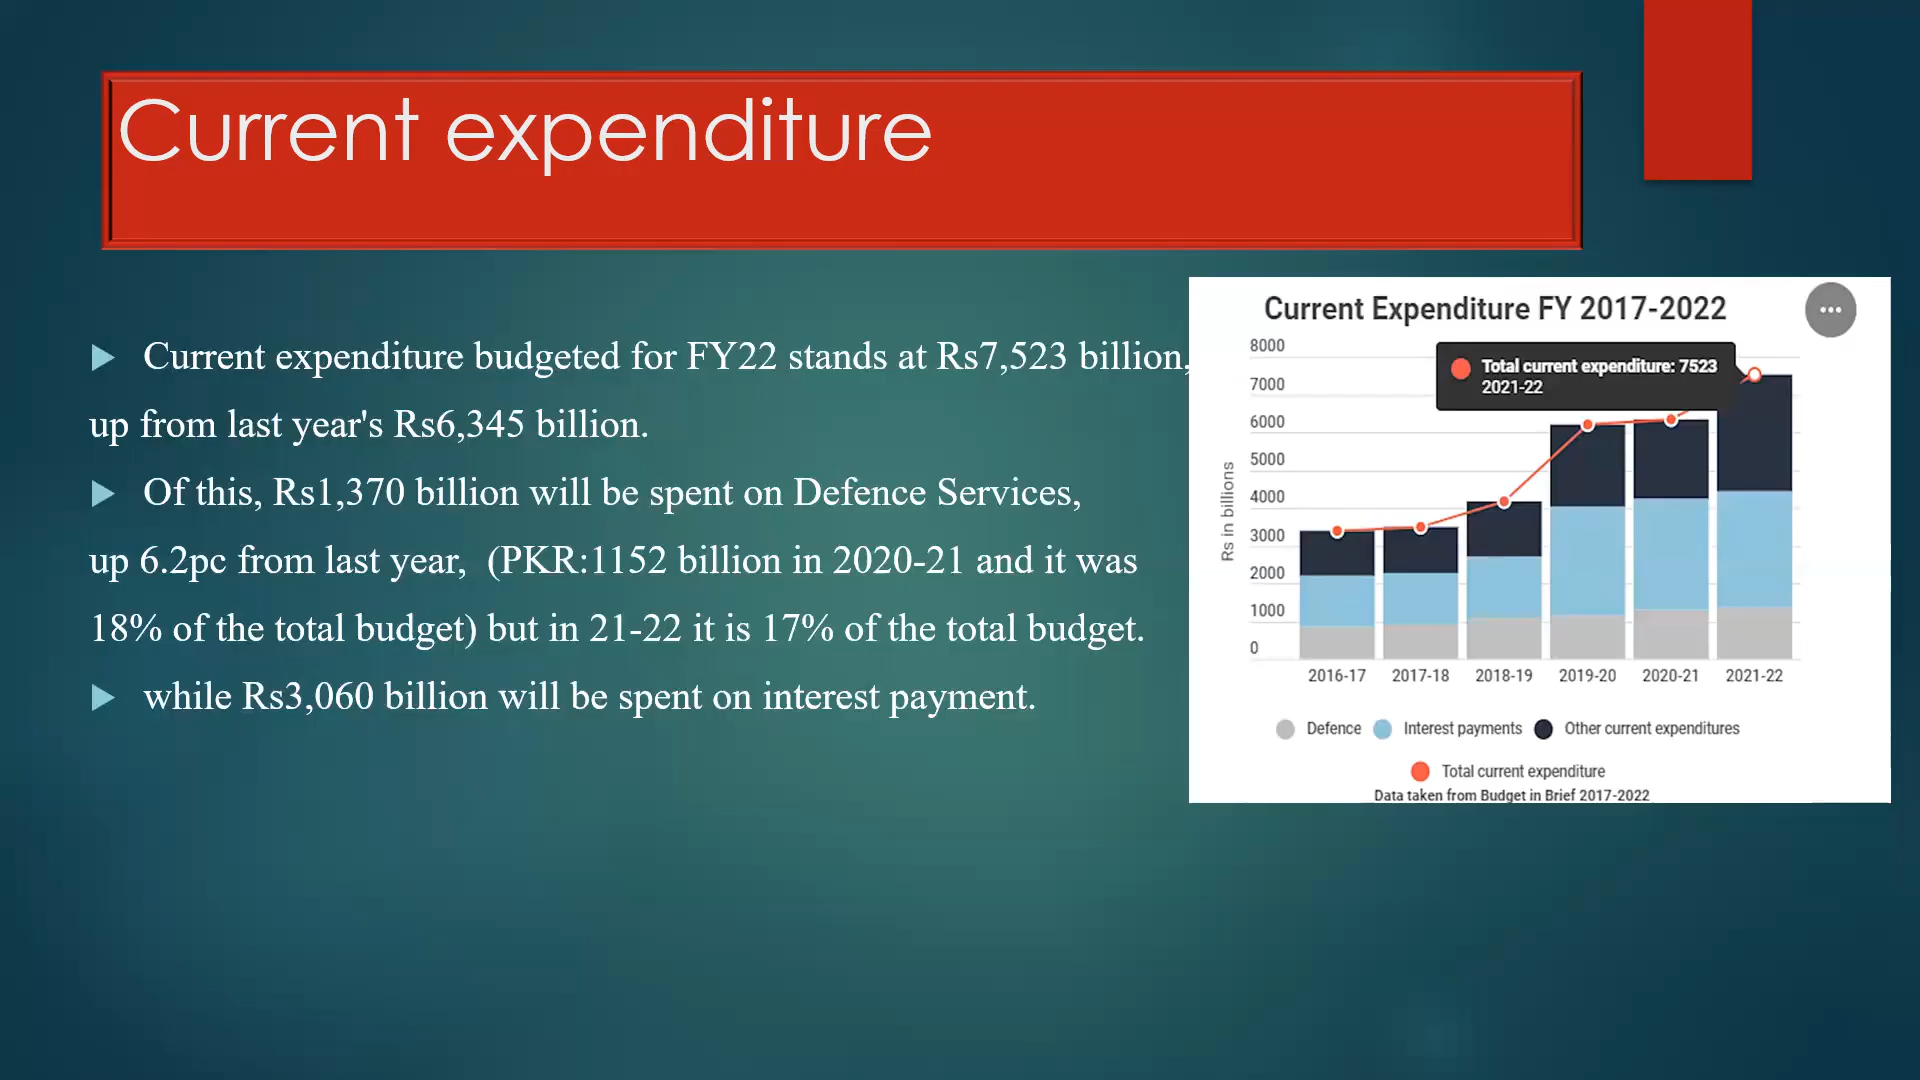 Current expenditure
Current expenditure budgeted for FY22 stands at Rs7,523 billion,
up from last year's Rs6,345 billion.
Of this, Rs1,370 billion will be spent on Defence Services,
up 6.2pc from last year, (PKR:1152 billion in 2020-21 and it was
18% of the total budget) but in 21-22 it is 17% of the total budget.
while Rs3,060 billion will be spent on interest payment.
Current Expenditure FY 2017-2022
Total current expenditure: 7523
2021-22
8000
7000
6000
5000
4000
3000
2000
1000
0
Rs in billions
2016-17 2017-18 2018-19 2019-20 2020-21 2021-22
Defence Interest payments Other current expenditures
Total current expenditure
Data taken from Budget in Brief 2017-2022